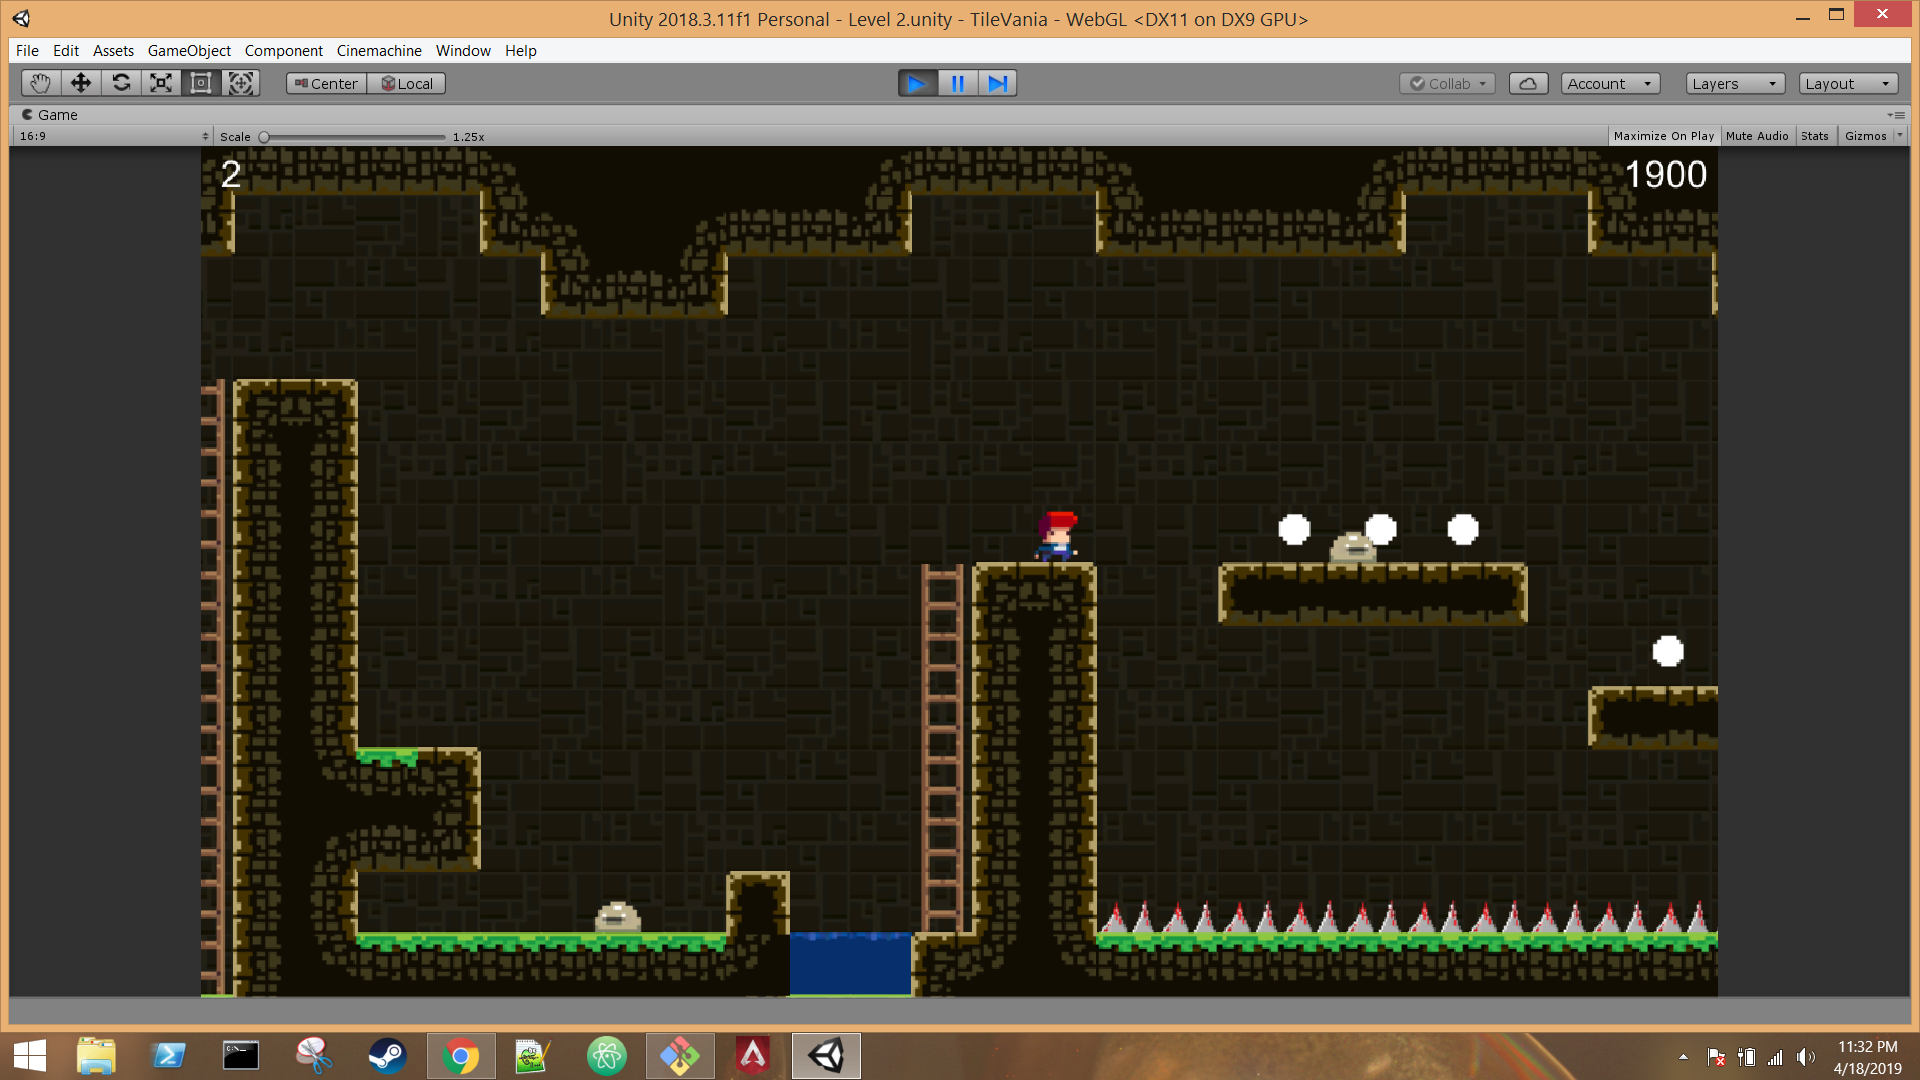 Unity 2018.3.11f1 Personal - Level 2.unity - TileVania - WebGL <DX11 on DX9 GPU>
File Edit Assets GameObject Component Cinemachine Window Help
Center Local Collab Account Layers Layout
Game
16:9 Scale 1.25x Maximize On Play Mute Audio Stats Gizmos
2 1900
11:32 PM
4/18/2019